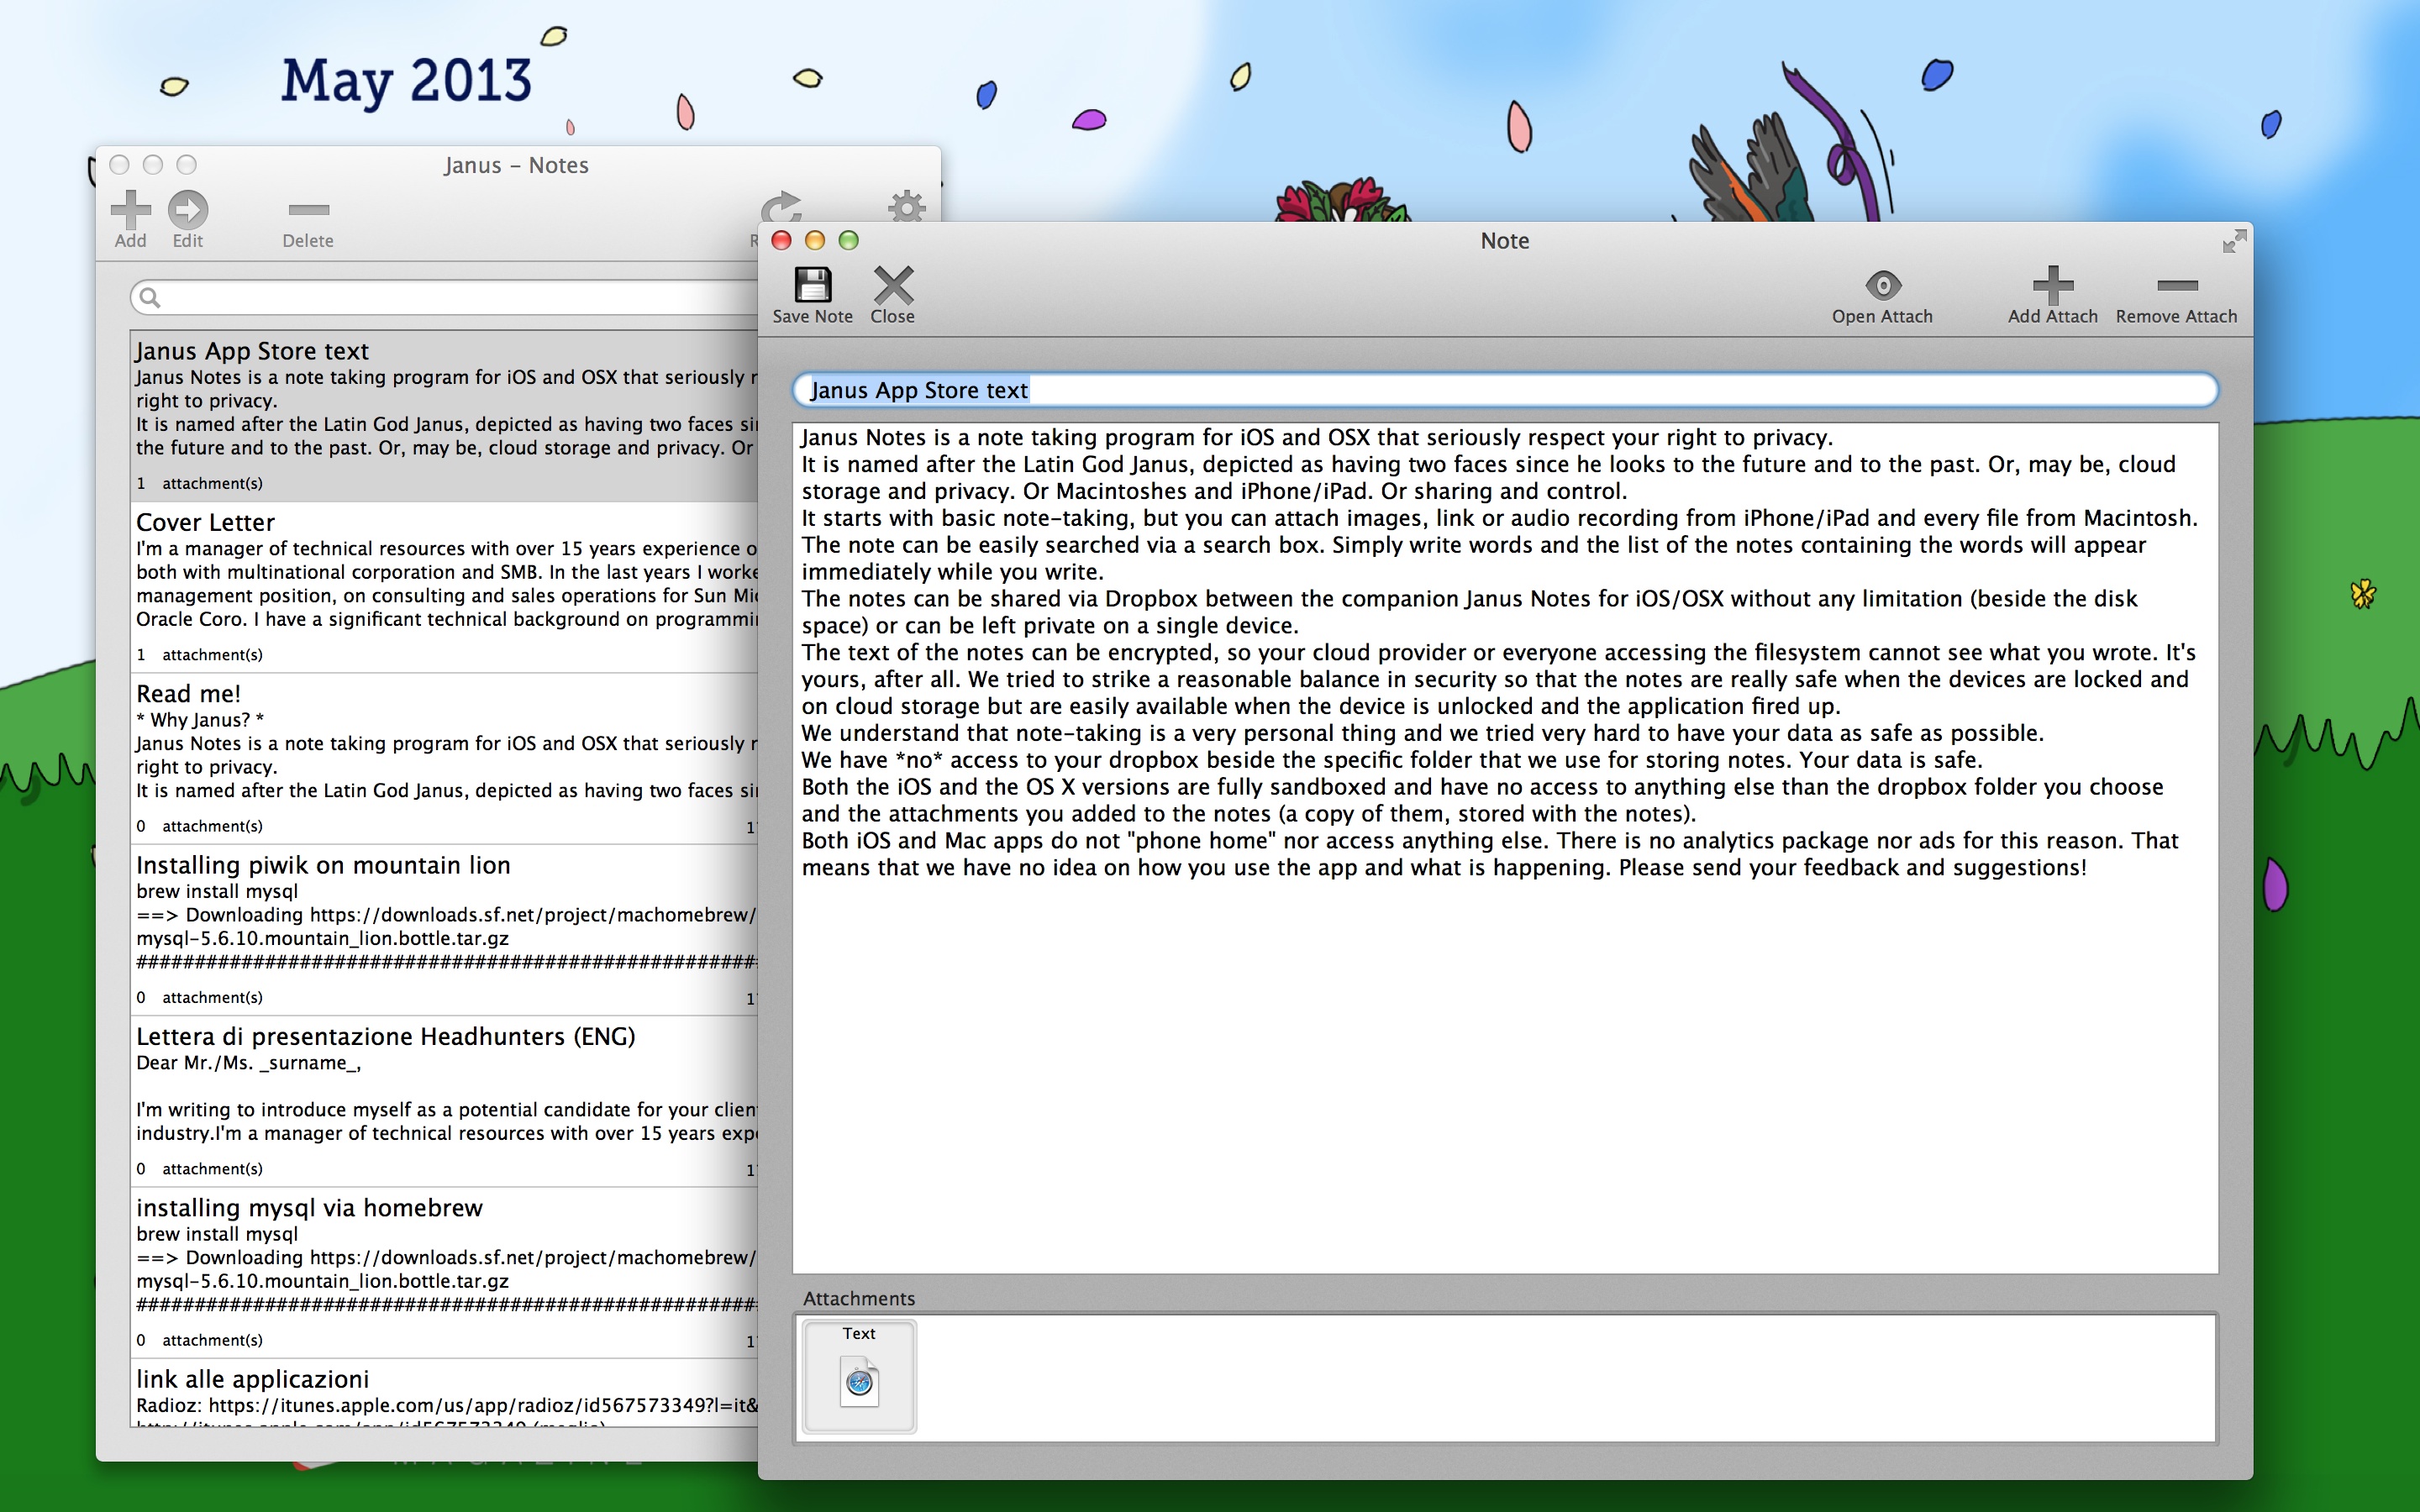 May 2013
Janus – Notes
Add
Edit
Delete
Janus App Store text
Janus Notes is a note taking program for iOS and OSX that seriously
right to privacy.
It is named after the Latin God Janus, depicted as having two faces
the future and to the past. Or, may be, cloud storage and privacy. Or
1 attachment(s)
Cover Letter
I'm a manager of technical resources with over 15 years experience
both with multinational corporation and SMB. In the last years I
management position, on consulting and sales operations for Sun
Oracle Coro. I have a significant technical background on
1 attachment(s)
Read me!
* Why Janus? *
Janus Notes is a note taking program for iOS and OSX that seriously
right to privacy.
It is named after the Latin God Janus, depicted as having two faces
0 attachment(s)
Installing piwik on mountain lion
brew install mysql
==> Downloading https://downloads.sf.net/project/machomebrew/
mysql-5.6.10.mountain_lion.bottle.tar.gz
0 attachment(s)
Lettera di presentazione Headhunters (ENG)
Dear Mr./Ms. _surname_,
I'm writing to introduce myself as a potential candidate for your
industry.I'm a manager of technical resources with over 15 years
0 attachment(s)
installing mysql via homebrew
brew install mysql
==> Downloading https://downloads.sf.net/project/machomebrew/
mysql-5.6.10.mountain_lion.bottle.tar.gz
0 attachment(s)
link alle applicazioni
Radioz: https://itunes.apple.com/us/app/radioz/id567573349?l=it&
Note
Save Note
Close
Open Attach
Add Attach
Remove Attach
Janus App Store text
Janus Notes is a note taking program for iOS and OSX that seriously respect your right to privacy.
It is named after the Latin God Janus, depicted as having two faces since he looks to the future and to the past. Or, may be, cloud
storage and privacy. Or Macintoshes and iPhone/iPad. Or sharing and control.
It starts with basic note-taking, but you can attach images, link or audio recording from iPhone/iPad and every file from Macintosh.
The note can be easily searched via a search box. Simply write words and the list of the notes containing the words will appear
immediately while you write.
The notes can be shared via Dropbox between the companion Janus Notes for iOS/OSX without any limitation (beside the disk
space) or can be left private on a single device.
The text of the notes can be encrypted, so your cloud provider or everyone accessing the filesystem cannot see what you wrote. It's
yours, after all. We tried to strike a reasonable balance in security so that the notes are really safe when the devices are locked and
on cloud storage but are easily available when the device is unlocked and the application fired up.
We understand that note-taking is a very personal thing and we tried very hard to have your data as safe as possible.
We have *no* access to your dropbox beside the specific folder that we use for storing notes. Your data is safe.
Both the iOS and the OS X versions are fully sandboxed and have no access to anything else than the dropbox folder you choose
and the attachments you added to the notes (a copy of them, stored with the notes).
Both iOS and Mac apps do not "phone home" nor access anything else. There is no analytics package nor ads for this reason. That
means that we have no idea on how you use the app and what is happening. Please send your feedback and suggestions!
Attachments
Text